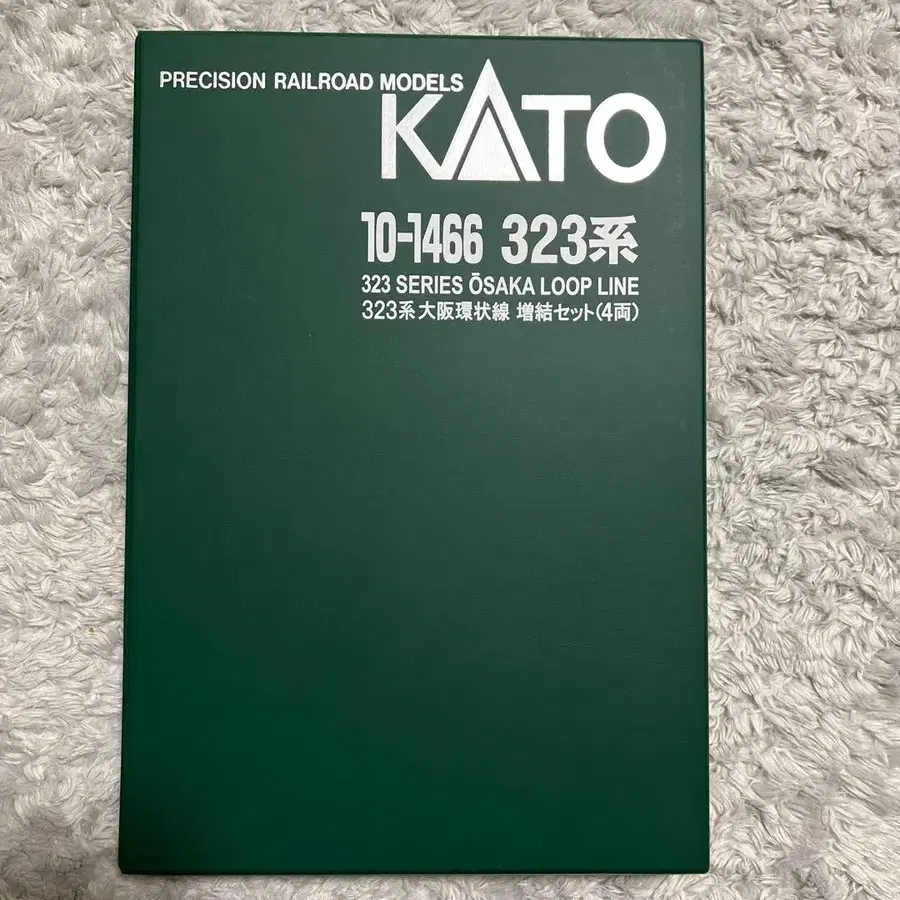 PRECISION RAILROAD MODELS
KATO
10-1466 323系
323 SERIES ŌSAKA LOOP LINE
323系大阪環状線 増結セット(4両)